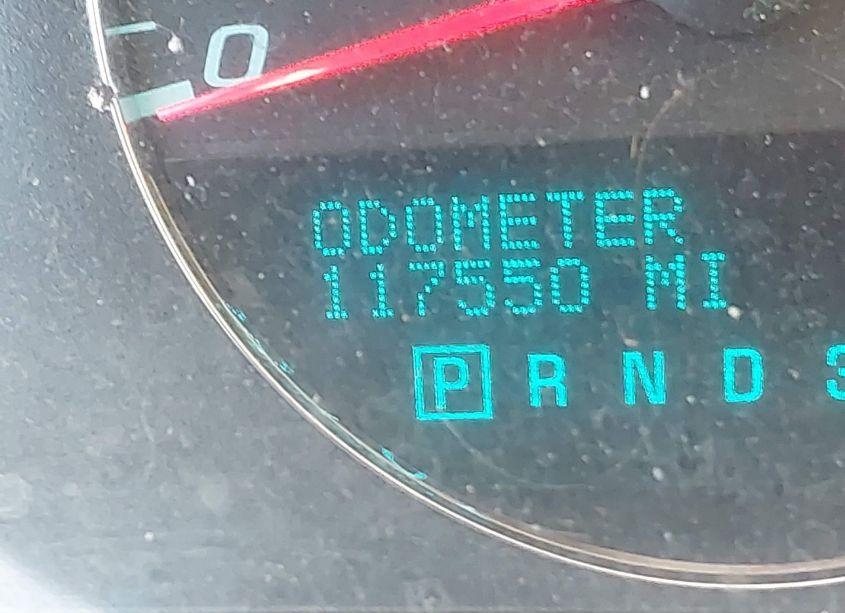 0
ODOMETER
117550 MI
P R N D 3